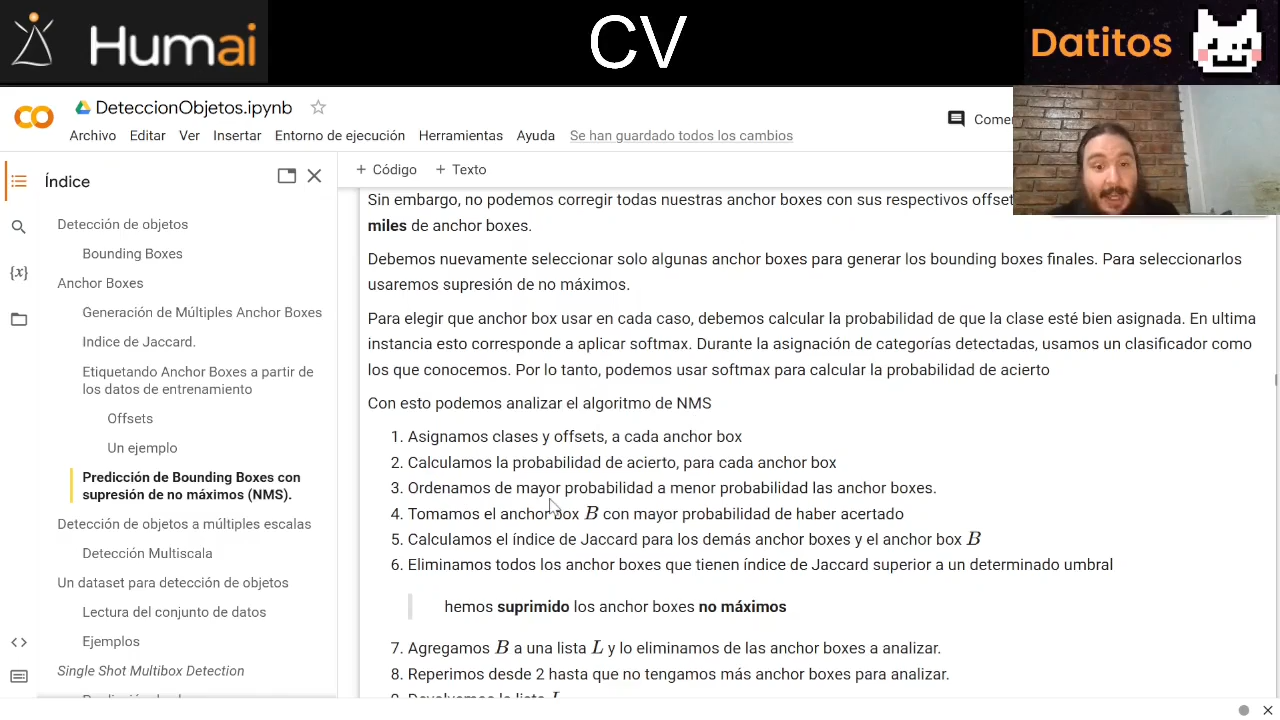 Humai
CV
Datitos
DeteccionObjetos.ipynb
Archivo Editar Ver Insertar Entorno de ejecución Herramientas Ayuda Se han guardado todos los cambios
Índice
+ Código + Texto
Detección de objetos
Bounding Boxes
Anchor Boxes
Generación de Múltiples Anchor Boxes
Indice de Jaccard.
Etiquetando Anchor Boxes a partir de
los datos de entrenamiento
Offsets
Un ejemplo
Predicción de Bounding Boxes con
supresión de no máximos (NMS).
Detección de objetos a múltiples escalas
Detección Multiscala
Un dataset para detección de objetos
Lectura del conjunto de datos
Ejemplos
Single Shot Multibox Detection
Sin embargo, no podemos corregir todas nuestras anchor boxes con sus respectivos
miles de anchor boxes.
Debemos nuevamente seleccionar solo algunas anchor boxes para generar los bounding boxes finales. Para seleccionarlos
usaremos supresión de no máximos.
Para elegir que anchor box usar en cada caso, debemos calcular la probabilidad de que la clase esté bien asignada. En ultima
instancia esto corresponde a aplicar softmax. Durante la asignación de categorías detectadas, usamos un clasificador como
los que conocemos. Por lo tanto, podemos usar softmax para calcular la probabilidad de acierto
Con esto podemos analizar el algoritmo de NMS
1. Asignamos clases y offsets, a cada anchor box
2. Calculamos la probabilidad de acierto, para cada anchor box
3. Ordenamos de mayor probabilidad a menor probabilidad las anchor boxes.
4. Tomamos el anchor box B con mayor probabilidad de haber acertado
5. Calculamos el índice de Jaccard para los demás anchor boxes y el anchor box B
6. Eliminamos todos los anchor boxes que tienen índice de Jaccard superior a un determinado umbral
hemos suprimido los anchor boxes no máximos
7. Agregamos B a una lista L y lo eliminamos de las anchor boxes a analizar.
8. Reperimos desde 2 hasta que no tengamos más anchor boxes para analizar.